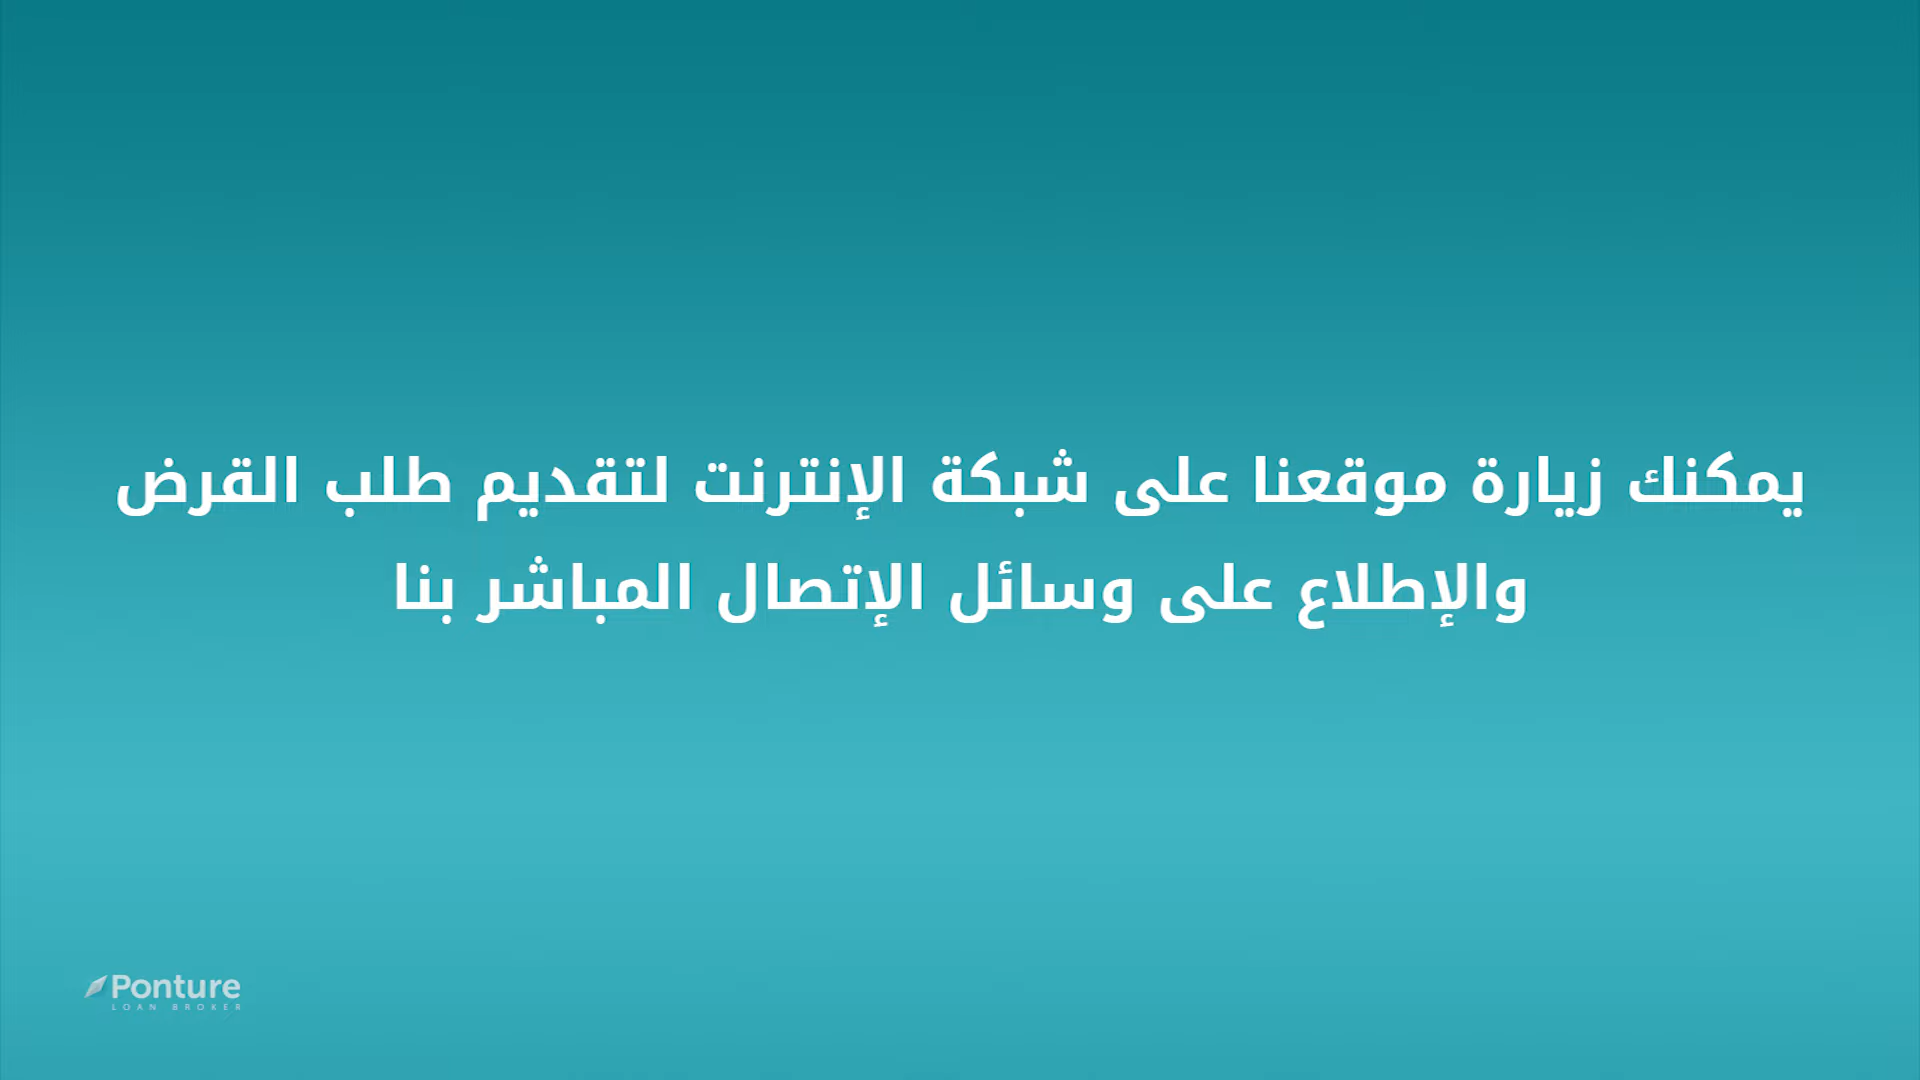 يمكنك زيارة موقعنا على شبكة الإنترنت لتقديم طلب القرض
والإطلاع على وسائل الإتصال المباشر بنا
Ponture
LOAN BROKER